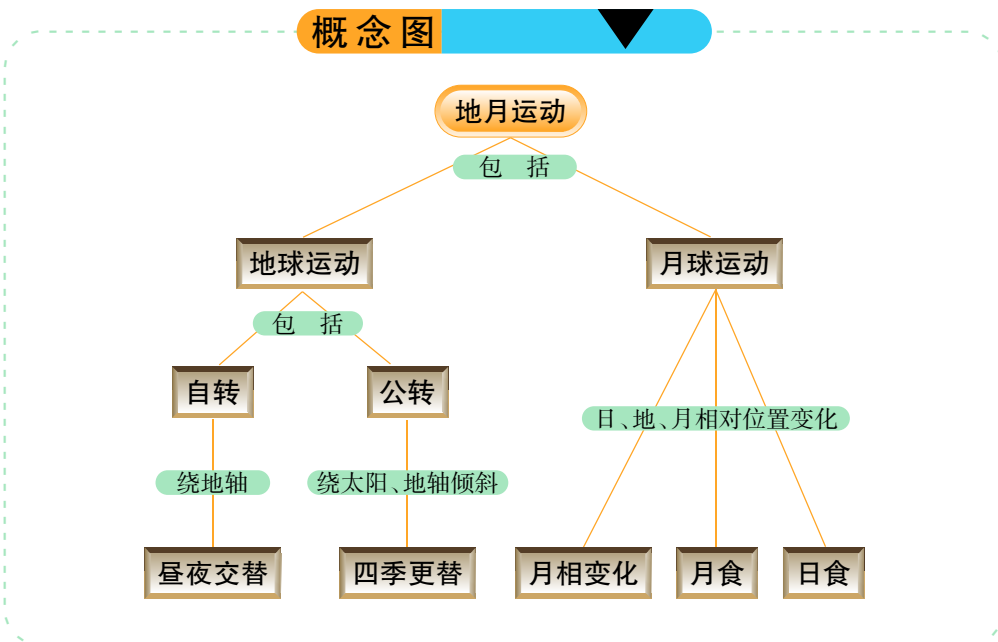 概念图
地月运动
包 括
地球运动 月球运动
包 括
自转 公转
日、地、月相对位置变化
绕地轴 绕太阳、地轴倾斜
昼夜交替 四季更替 月相变化 月食 日食